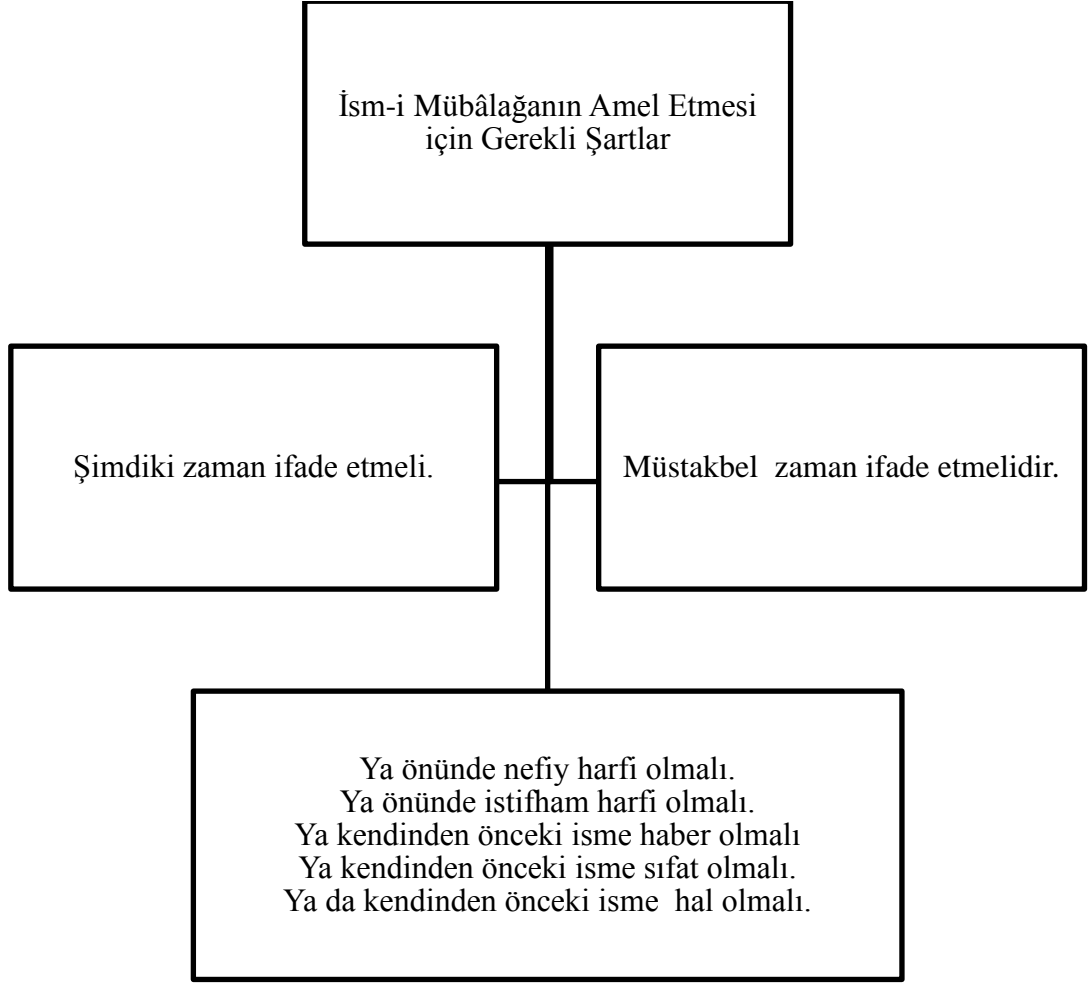 İsm-i Mübâlağanın Amel Etmesi
için Gerekli Şartlar
Şimdiki zaman ifade etmeli.
Müstakbel  zaman ifade etmelidir.
Ya önünde nefiy harfi olmalı.
Ya önünde istifham harfi olmalı.
Ya kendinden önceki isme haber olmalı
Ya kendinden önceki isme sıfat olmalı.
Ya da kendinden önceki isme  hal olmalı.